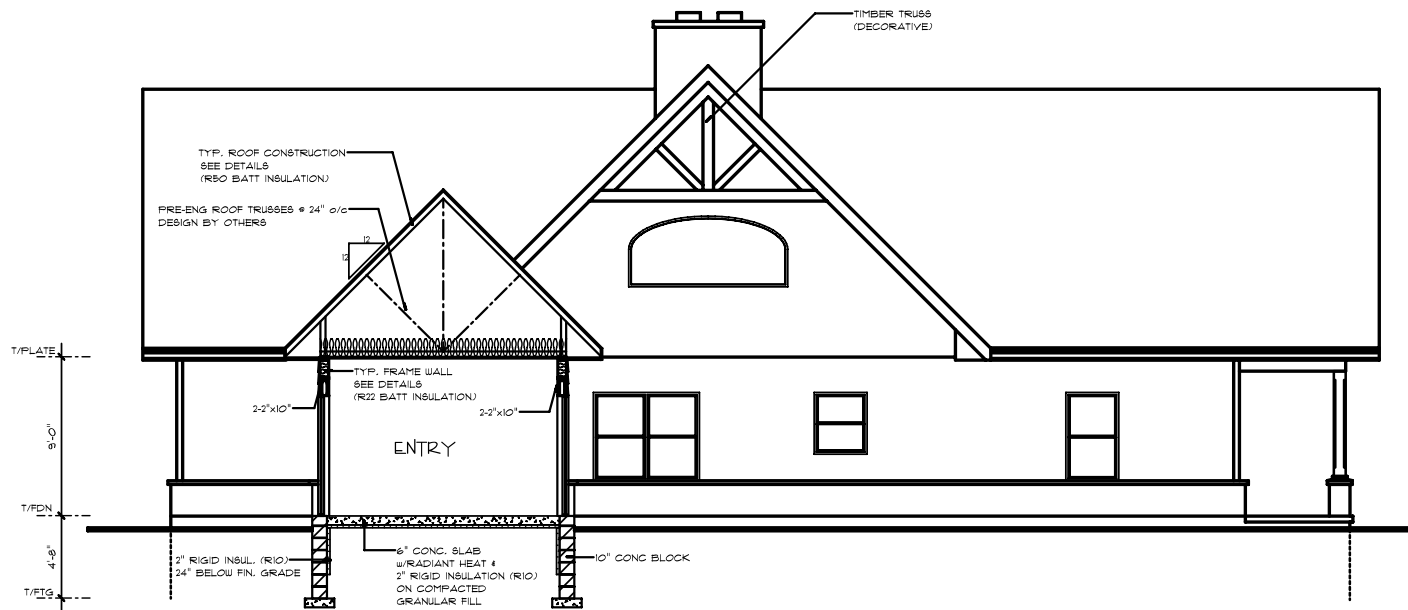 TIMBER TRUSS
(DECORATIVE)
TYP. ROOF CONSTRUCTION
SEE DETAILS
(R50 BATT INSULATION)
PRE-ENG ROOF TRUSSES @ 24" o/c
DESIGN BY OTHERS
12
12
T/PLATE
TYP. FRAME WALL
SEE DETAILS
(R22 BATT INSULATION)
2-2"x10"
2-2"x10"
9'-0"
ENTRY
T/FDN
4'-8"
2" RIGID INSUL. (R10)
24" BELOW FIN. GRADE
6" CONC. SLAB
w/RADIANT HEAT &
2" RIGID INSULATION (R10)
ON COMPACTED
GRANULAR FILL
10" CONC BLOCK
T/FTG